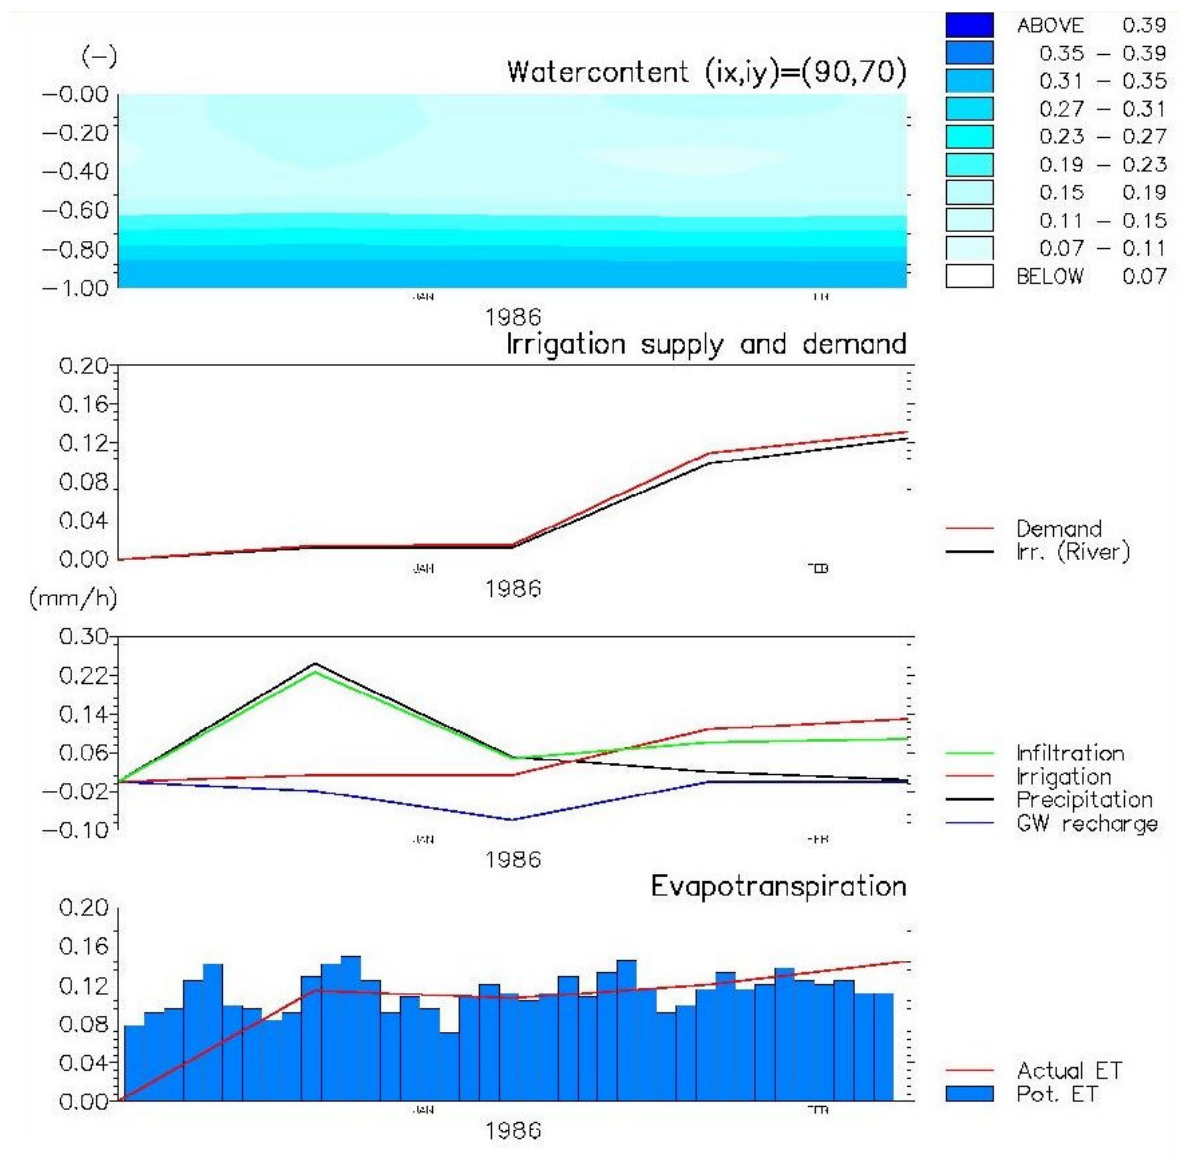 (−)
Watercontent (ix,iy)=(90,70)
ABOVE 0.39
0.35 − 0.39
0.31 − 0.35
0.27 − 0.31
0.23 − 0.27
0.19 − 0.23
0.15 0.19
0.11 − 0.15
0.07 − 0.11
BELOW 0.07
−0.00
−0.20
−0.40
−0.60
−0.80
−1.00
JAN
1986
Irrigation supply and demand
0.20
0.16
0.12
0.08
0.04
0.00
Demand
Irr. (River)
JAN FEB
1986
(mm/h)
0.30
0.22
0.14
0.06
−0.02
−0.10
Infiltration
Irrigation
Precipitation
GW recharge
JAN FEB
1986
Evapotranspiration
0.20
0.16
0.12
0.08
0.04
0.00
Actual ET
Pot. ET
JAN
1986